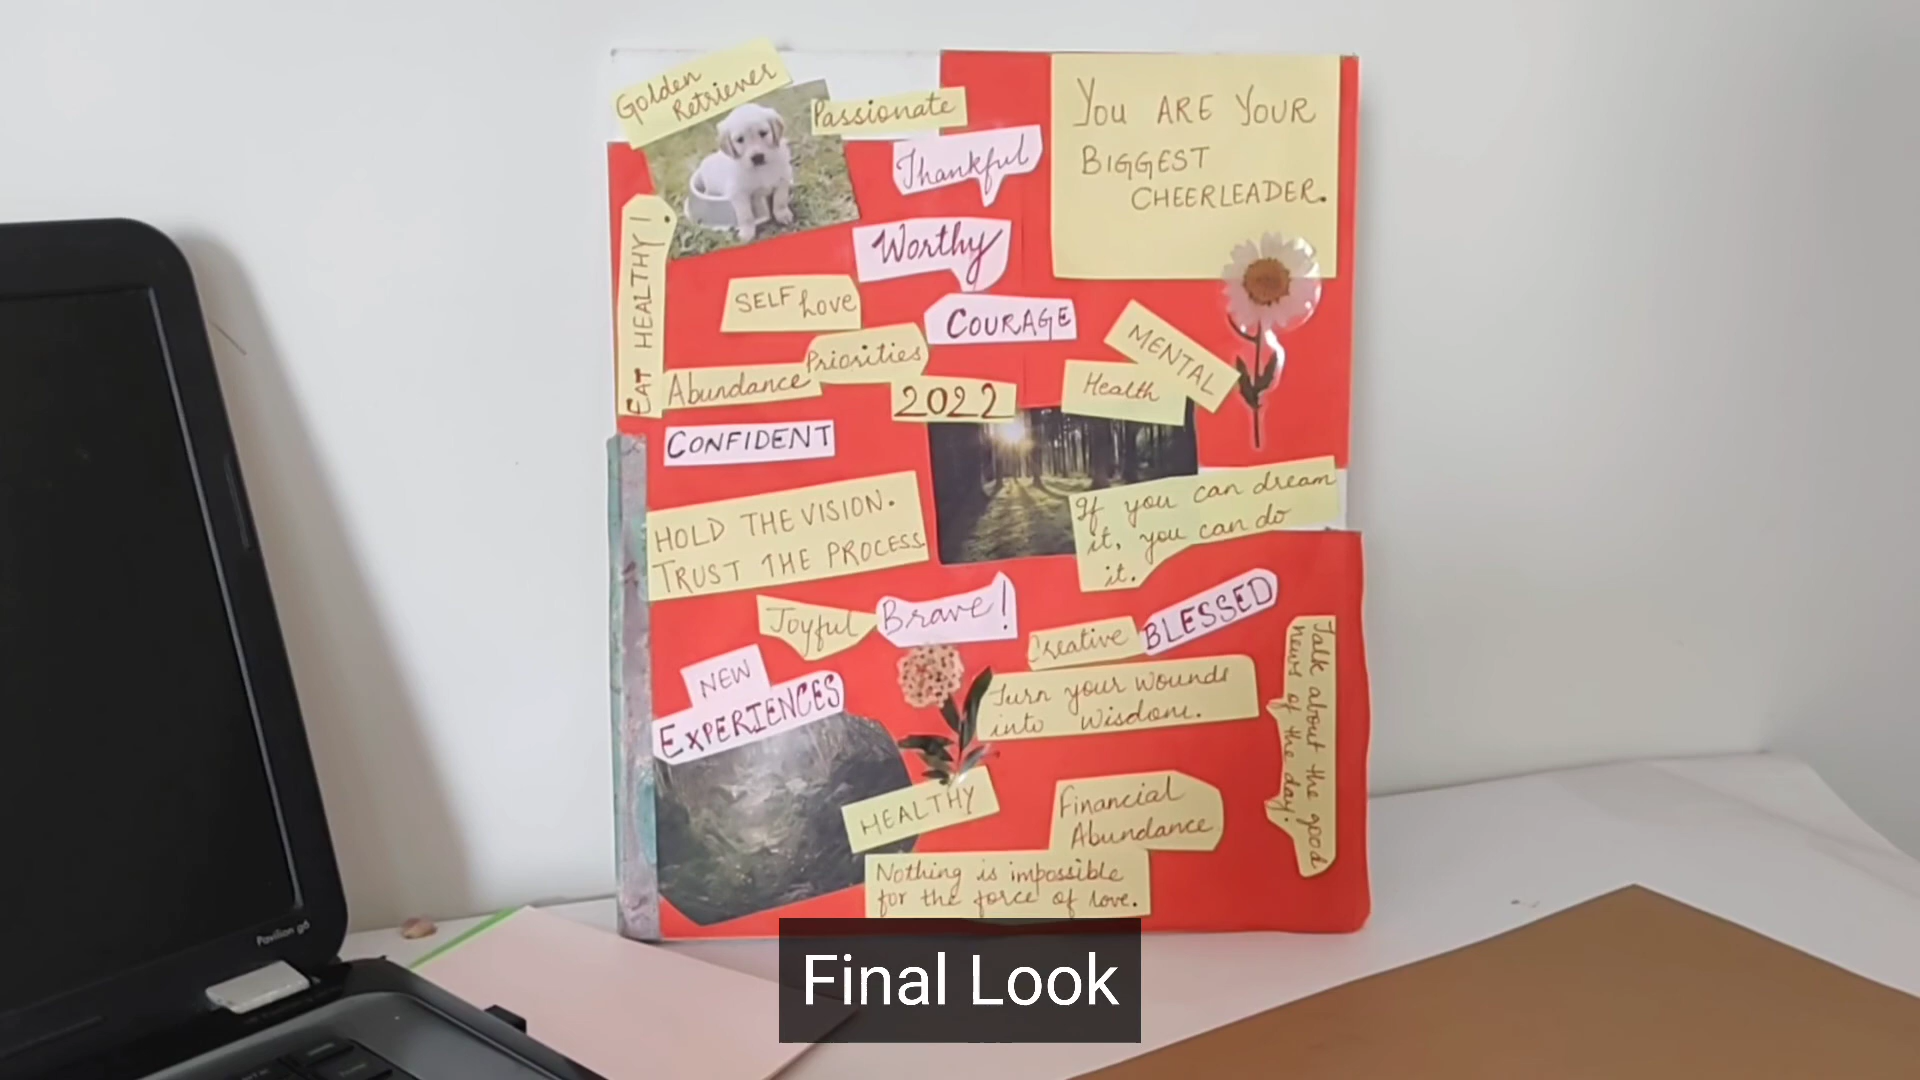 Golden
Retriever
Passionate
Thankful
YOU ARE YOUR
BIGGEST
CHEERLEADER.
EAT HEALTHY!
Worthy
SELF Love
COURAGE
MENTAL
Health
Priorities
Abundance
2022
CONFIDENT
HOLD THE VISION.
TRUST THE PROCESS
If you can dream
it, you can do
it.
Joyful
Brave!
Creative
BLESSED
Talk about the good
news of the day.
NEW
EXPERIENCES
Turn your wounds
into wisdom.
HEALTHY
Financial
Abundance
Nothing is impossible
for the force of love.
Pavilion g6
Final Look